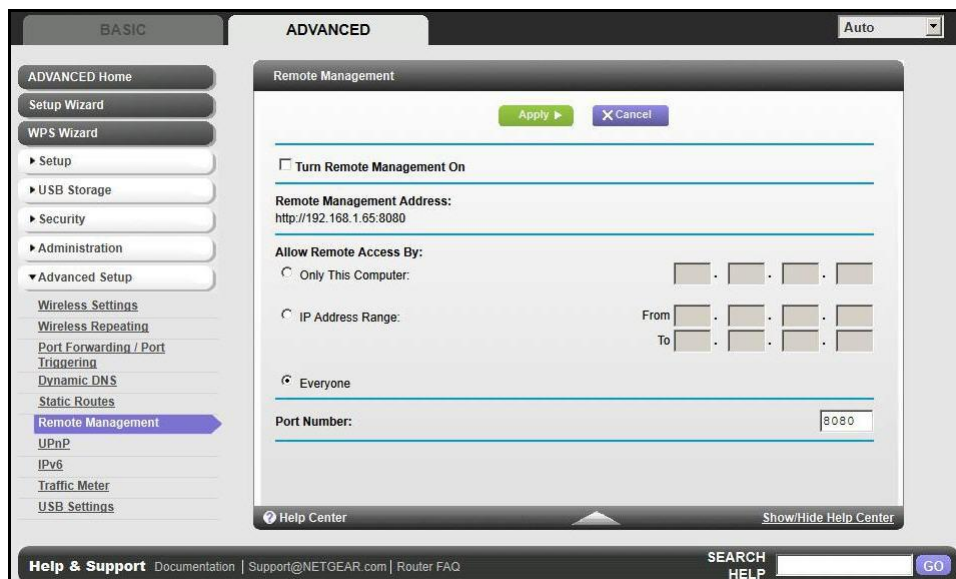 BASIC
ADVANCED
Auto
ADVANCED Home
Setup Wizard
WPS Wizard
Setup
USB Storage
Security
Administration
Advanced Setup
Wireless Settings
Wireless Repeating
Port Forwarding / Port
Triggering
Dynamic DNS
Static Routes
Remote Management
UPnP
IPv6
Traffic Meter
USB Settings
Remote Management
Apply
X Cancel
Turn Remote Management On
Remote Management Address:
http://192.168.1.65:8080
Allow Remote Access By:
Only This Computer:
. . .
IP Address Range:
From . . .
To . . .
Everyone
Port Number:
8080
? Help Center
Show/Hide Help Center
Help & Support Documentation | Support@NETGEAR.com | Router FAQ
SEARCH
HELP
GO